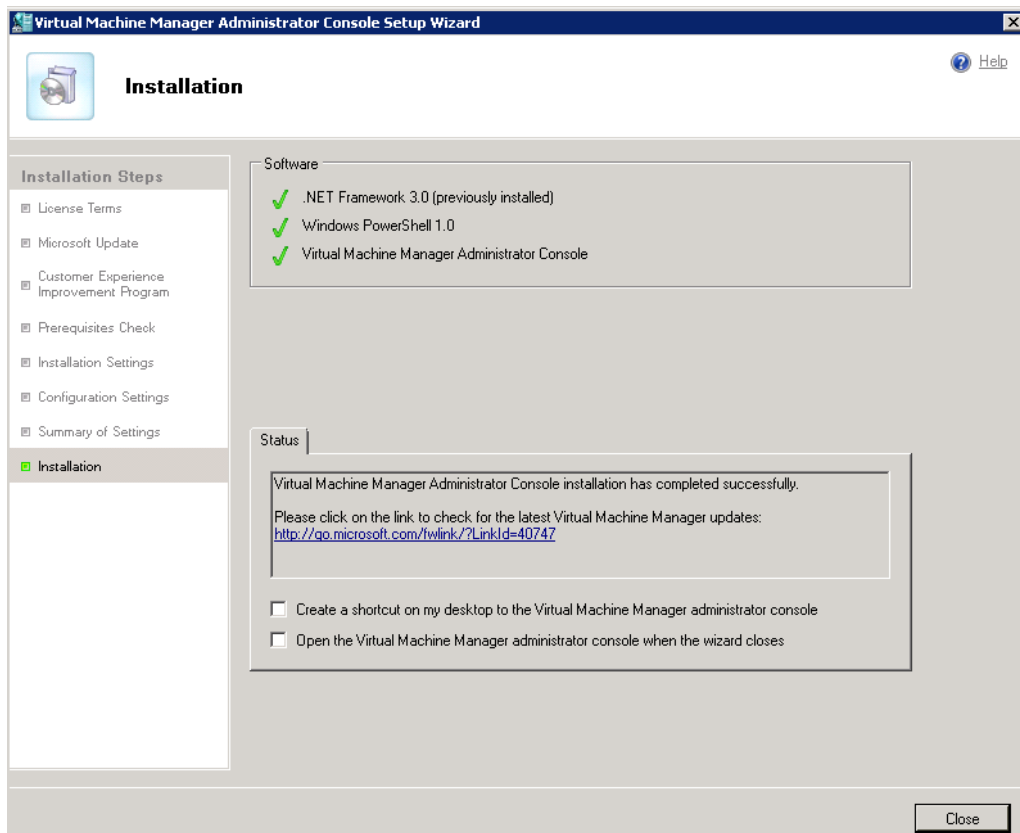 Virtual Machine Manager Administrator Console Setup Wizard
Installation
Help
Installation Steps
License Terms
Microsoft Update
Customer Experience
Improvement Program
Prerequisites Check
Installation Settings
Configuration Settings
Summary of Settings
Installation
Software
.NET Framework 3.0 (previously installed)
Windows PowerShell 1.0
Virtual Machine Manager Administrator Console
Status
Virtual Machine Manager Administrator Console installation has completed successfully.
Please click on the link to check for the latest Virtual Machine Manager updates:
http://go.microsoft.com/fwlink/?LinkId=40747
Create a shortcut on my desktop to the Virtual Machine Manager administrator console
Open the Virtual Machine Manager administrator console when the wizard closes
Close